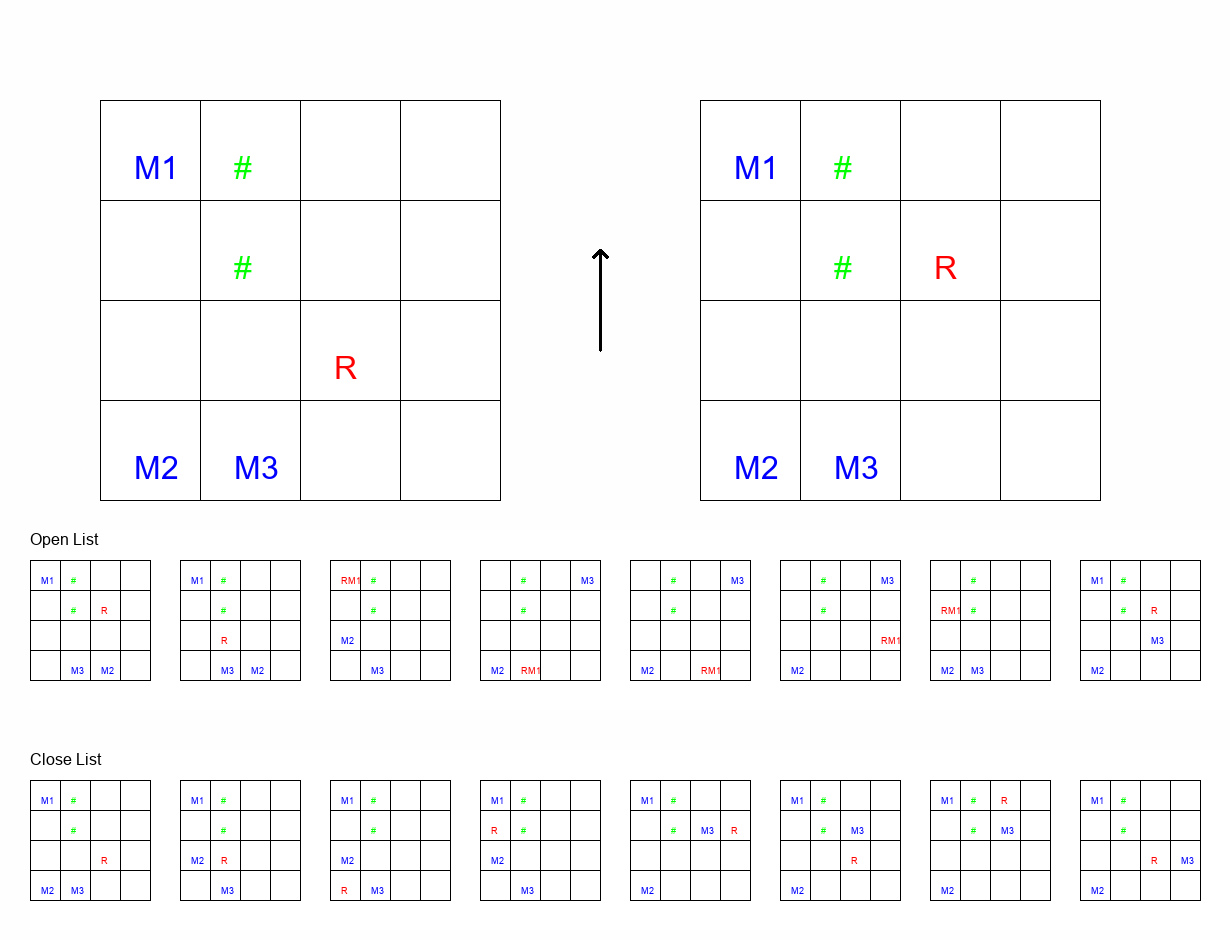 M1 # M1 #
# # R
R
M2 M3 M2 M3
Open List
M1 # M1 # RM1 # # M3 # M3 # M3 # M1 #
# R # # # # # RM1 # # R
R M2 RM1 M3
M3 M2 M3 M2 M3 M2 RM1 M2 RM1 M2 M2 M3 M2
Close List
M1 # M1 # M1 # M1 # M1 # M1 # M1 # R M1 #
# # # R # # M3 R # M3 # M3 #
R M2 R M2 M2 R R M3
M2 M3 M3 R M3 M3 M2 M2 M2 M2